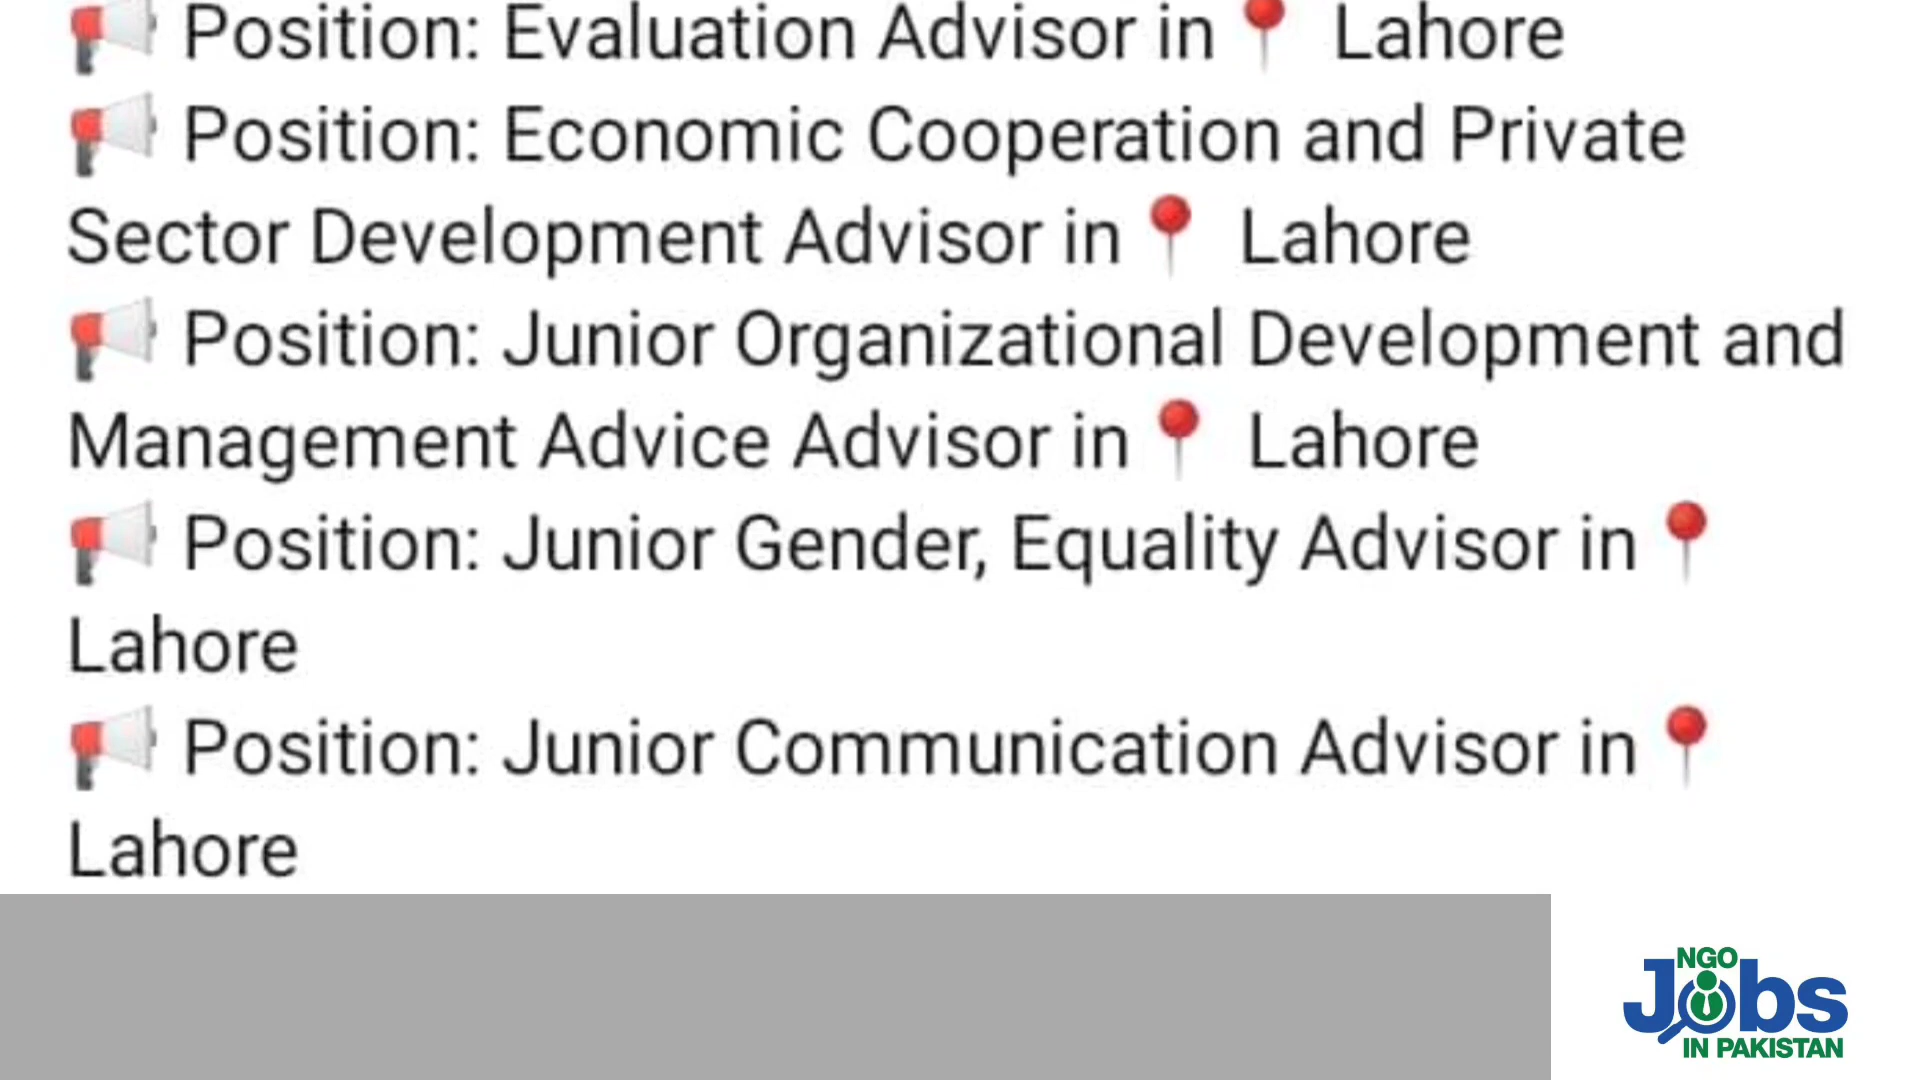 📢 Position: Evaluation Advisor in📍 Lahore
📢 Position: Economic Cooperation and Private
Sector Development Advisor in📍 Lahore
📢 Position: Junior Organizational Development and
Management Advice Advisor in📍 Lahore
📢 Position: Junior Gender, Equality Advisor in📍
Lahore
📢 Position: Junior Communication Advisor in📍
Lahore
NGO
Jobs
IN PAKISTAN